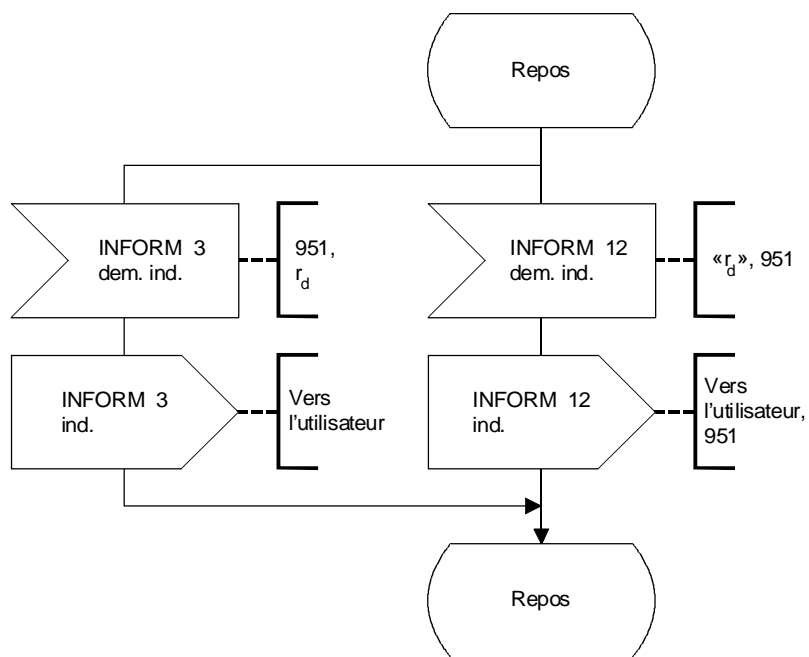 Repos
INFORM 3
dem. ind.
951,
r_d
INFORM 12
dem. ind.
«r_d», 951
INFORM 3
ind.
Vers
l'utilisateur
INFORM 12
ind.
Vers
l'utilisateur,
951
Repos